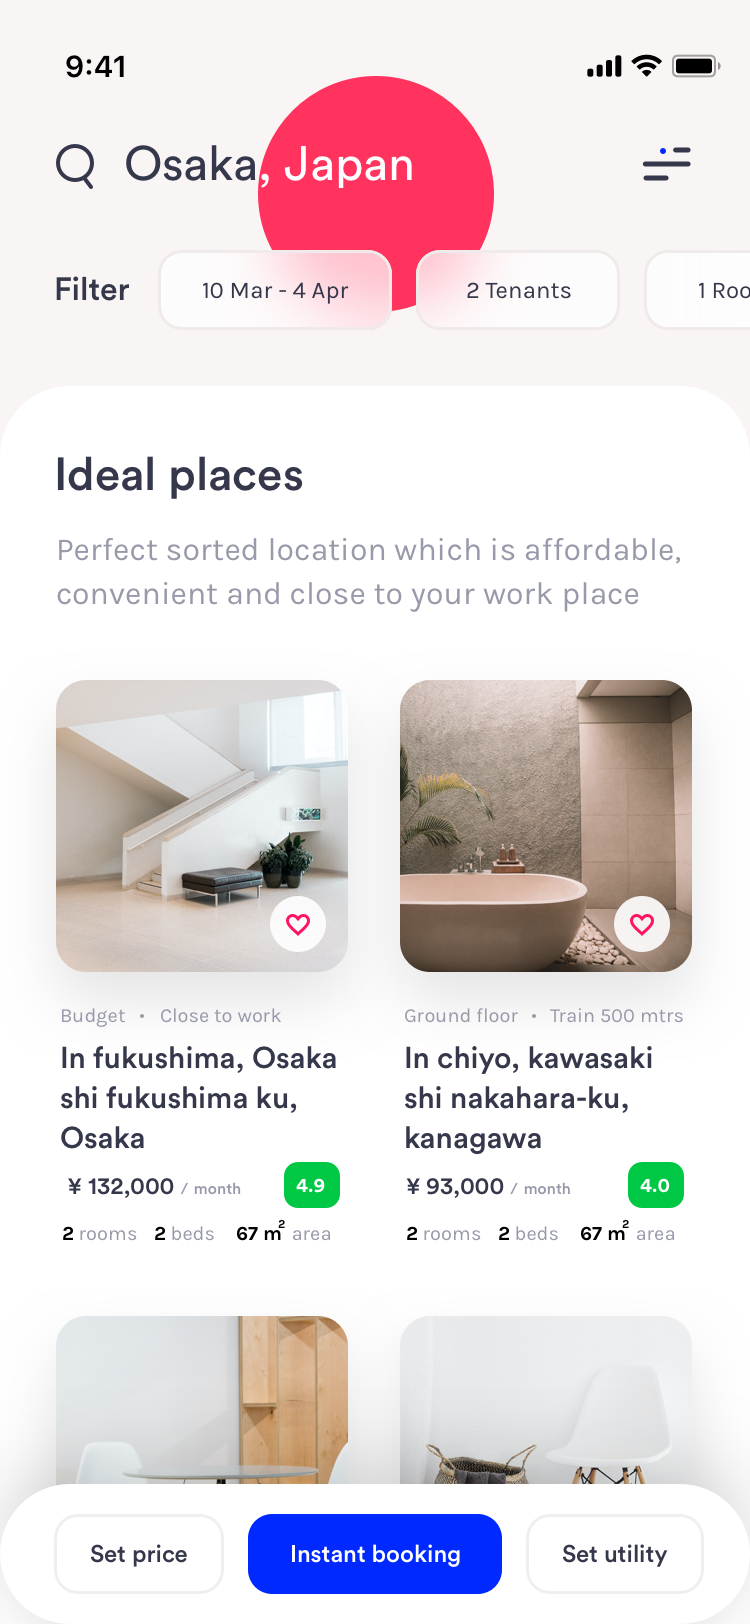 9:41
Osaka, Japan
Filter
10 Mar - 4 Apr
2 Tenants
1 Roo
Ideal places
Perfect sorted location which is affordable,
convenient and close to your work place
Budget • Close to work
In fukushima, Osaka
shi fukushima ku,
Osaka
¥ 132,000 / month
4.9
2 rooms 2 beds 67 m² area
Ground floor • Train 500 mtrs
In chiyo, kawasaki
shi nakahara-ku,
kanagawa
¥ 93,000 / month
4.0
2 rooms 2 beds 67 m² area
Set price
Instant booking
Set utility